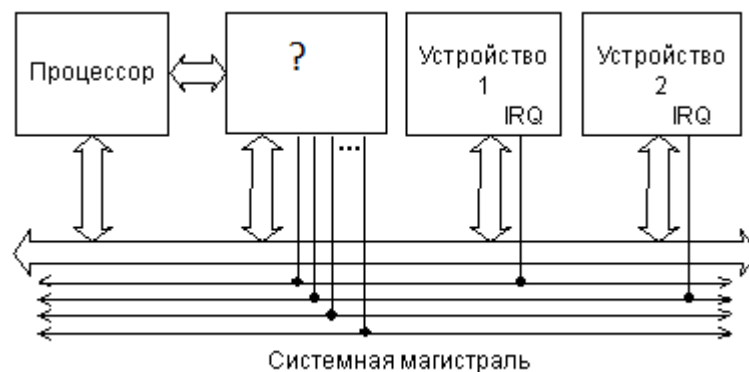 Процессор
?
Устройство
1
IRQ
Устройство
2
IRQ
...
Системная магистраль